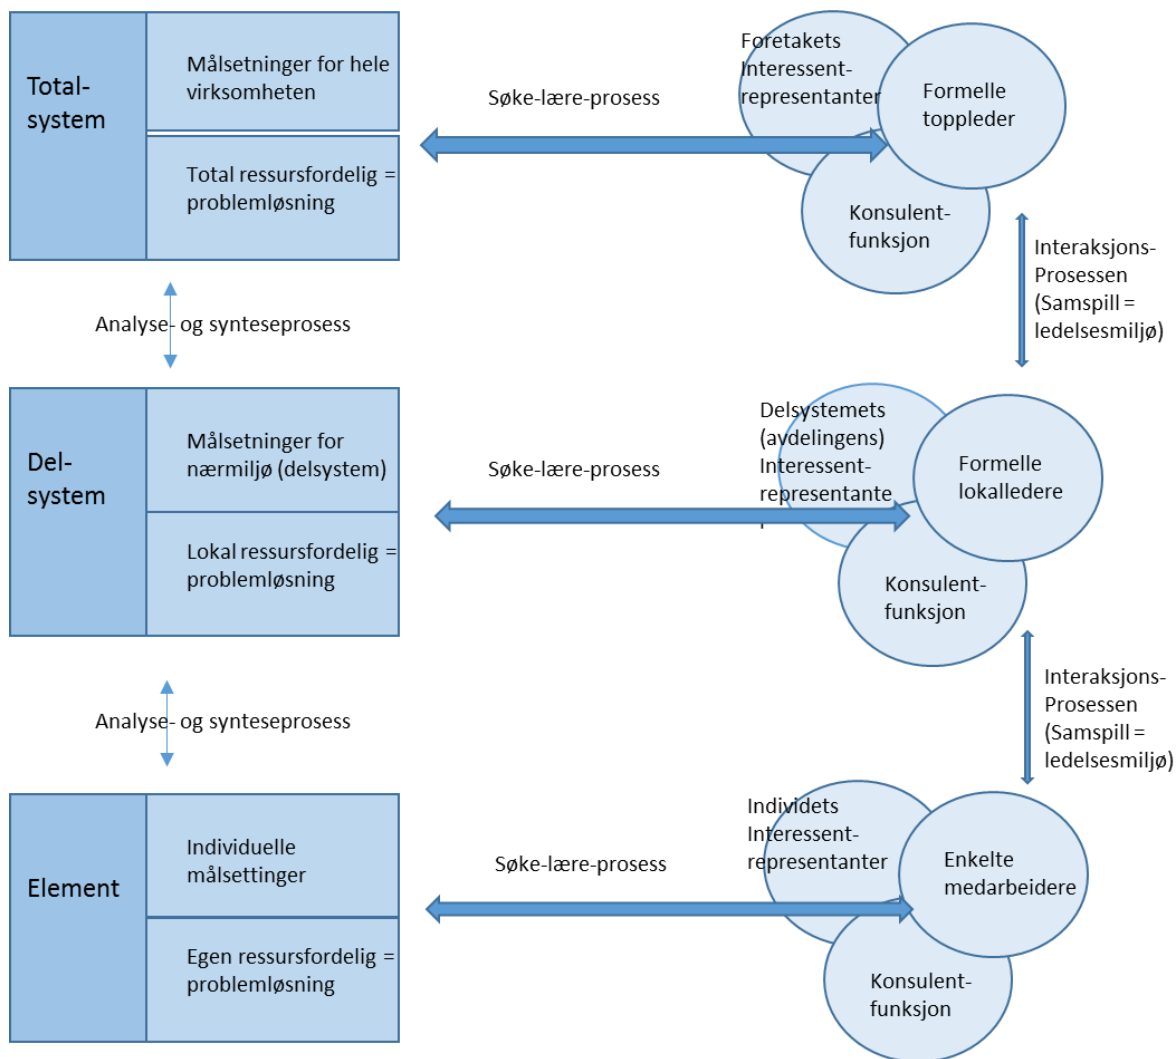 Total-
system
Målsetninger for hele
virksomheten
Total ressursfordelig =
problemløsning
Søke-lære-prosess
Foretakets
Interessent-
representanter
Formelle
toppleder
Konsulent-
funksjon
Analyse- og synteseprosess
Interaksjons-
Prosessen
(Samspill =
ledelsesmiljø)
Del-
system
Målsetninger for
nærmiljø (delsystem)
Lokal ressursfordelig =
problemløsning
Søke-lære-prosess
Delsystemets
(avdelingens)
Interessent-
representante
Formelle
lokalledere
Konsulent-
funksjon
Analyse- og synteseprosess
Interaksjons-
Prosessen
(Samspill =
ledelsesmiljø)
Element
Individuelle
målsettinger
Egen ressursfordelig =
problemløsning
Søke-lære-prosess
Individets
Interessent-
representanter
Enkelte
medarbeidere
Konsulent-
funksjon